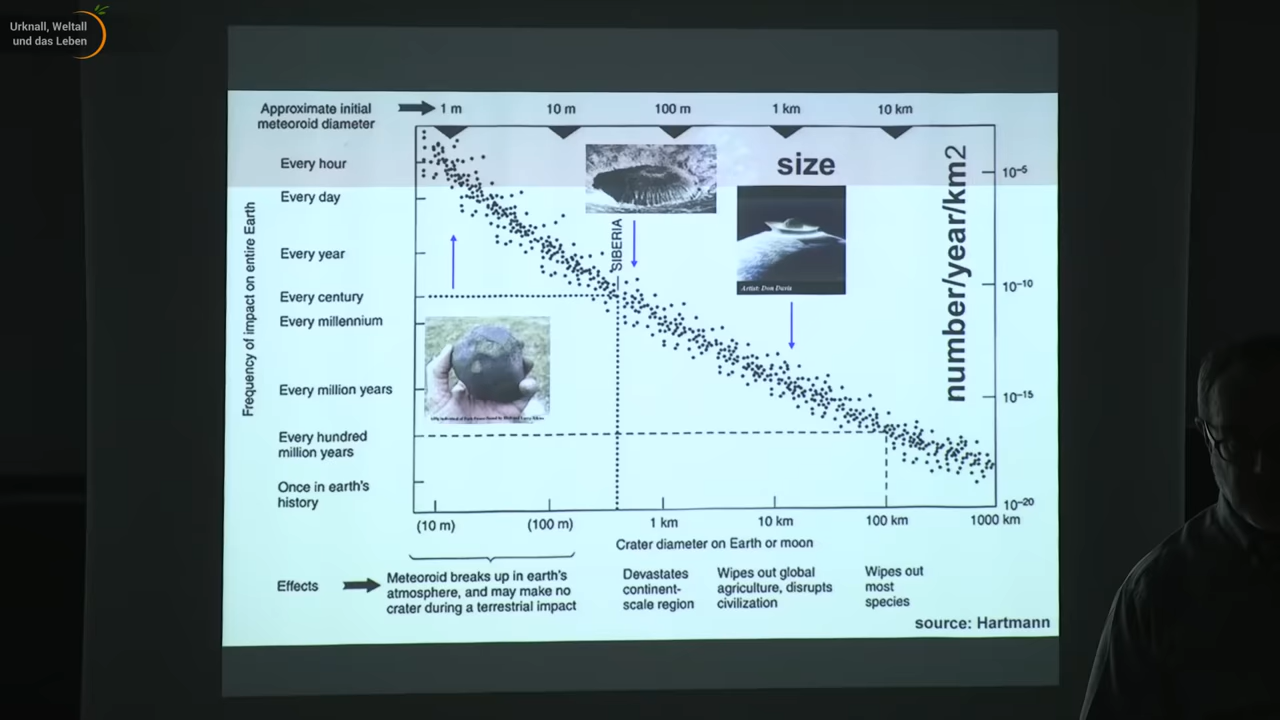 Urknall, Weltall
und das Leben
Approximate initial
meteoroid diameter
1 m
10 m
100 m
1 km
10 km
size
number/year/km2
Frequency of impact on entire Earth
Every hour
Every day
Every year
Every century
Every millennium
Every million years
Every hundred
million years
Once in earth's
history
SIBERIA
Artist: Don Davis
10-5
10-10
10-15
10-20
(10 m)
(100 m)
1 km
10 km
100 km
1000 km
Crater diameter on Earth or moon
Effects
Meteoroid breaks up in earth's
atmosphere, and may make no
crater during a terrestrial impact
Devastates
continent-
scale region
Wipes out global
agriculture, disrupts
civilization
Wipes out
most
species
source: Hartmann